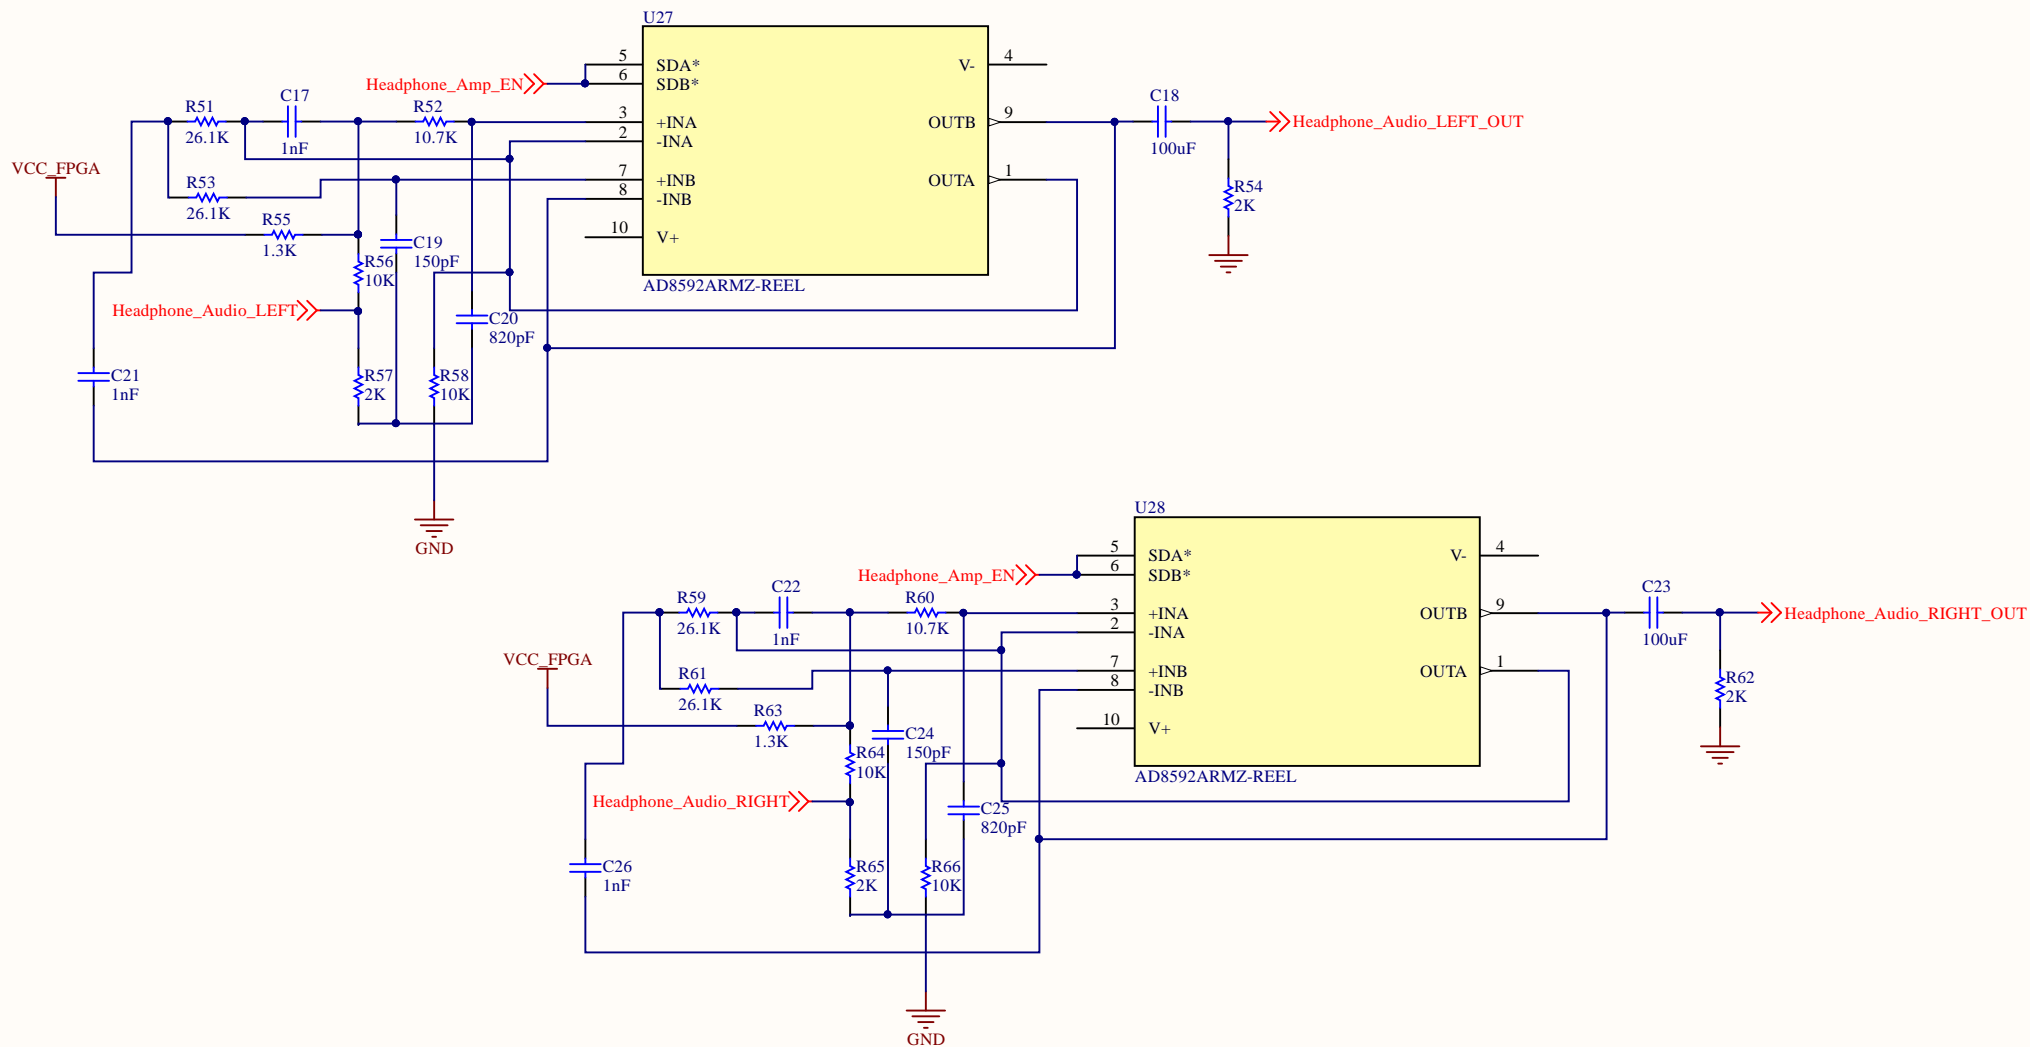 U27
5 SDA*
6 SDB*
3 +INA
2 -INA
7 +INB
8 -INB
10 V+
V- 4
OUTB 9
OUTA 1
AD8592ARMZ-REEL
Headphone_Amp_EN
R51
26.1K
C17
1nF
R52
10.7K
VCC_FPGA
R53
26.1K
R55
1.3K
C19
150pF
R56
10K
Headphone_Audio_LEFT
C20
820pF
C21
1nF
R57
2K
R58
10K
GND
C18
100uF
Headphone_Audio_LEFT_OUT
R54
2K
U28
5 SDA*
6 SDB*
3 +INA
2 -INA
7 +INB
8 -INB
10 V+
V- 4
OUTB 9
OUTA 1
AD8592ARMZ-REEL
Headphone_Amp_EN
R59
26.1K
C22
1nF
R60
10.7K
VCC_FPGA
R61
26.1K
R63
1.3K
C24
150pF
R64
10K
Headphone_Audio_RIGHT
C25
820pF
C26
1nF
R65
2K
R66
10K
GND
C23
100uF
Headphone_Audio_RIGHT_OUT
R62
2K